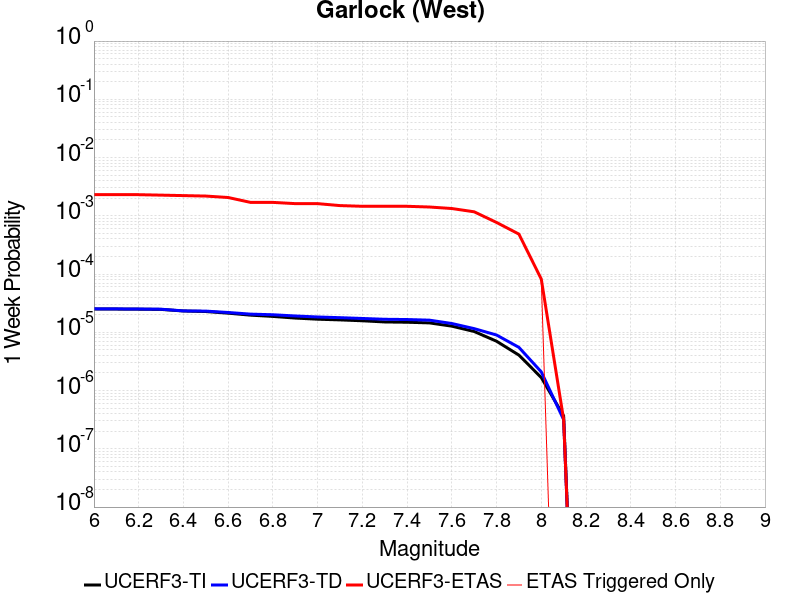 Garlock (West)
10^0
10^-1
10^-2
10^-3
10^-4
10^-5
10^-6
10^-7
10^-8
1 Week Probability
6 6.2 6.4 6.6 6.8 7 7.2 7.4 7.6 7.8 8 8.2 8.4 8.6 8.8 9
Magnitude
UCERF3-TI UCERF3-TD UCERF3-ETAS ETAS Triggered Only